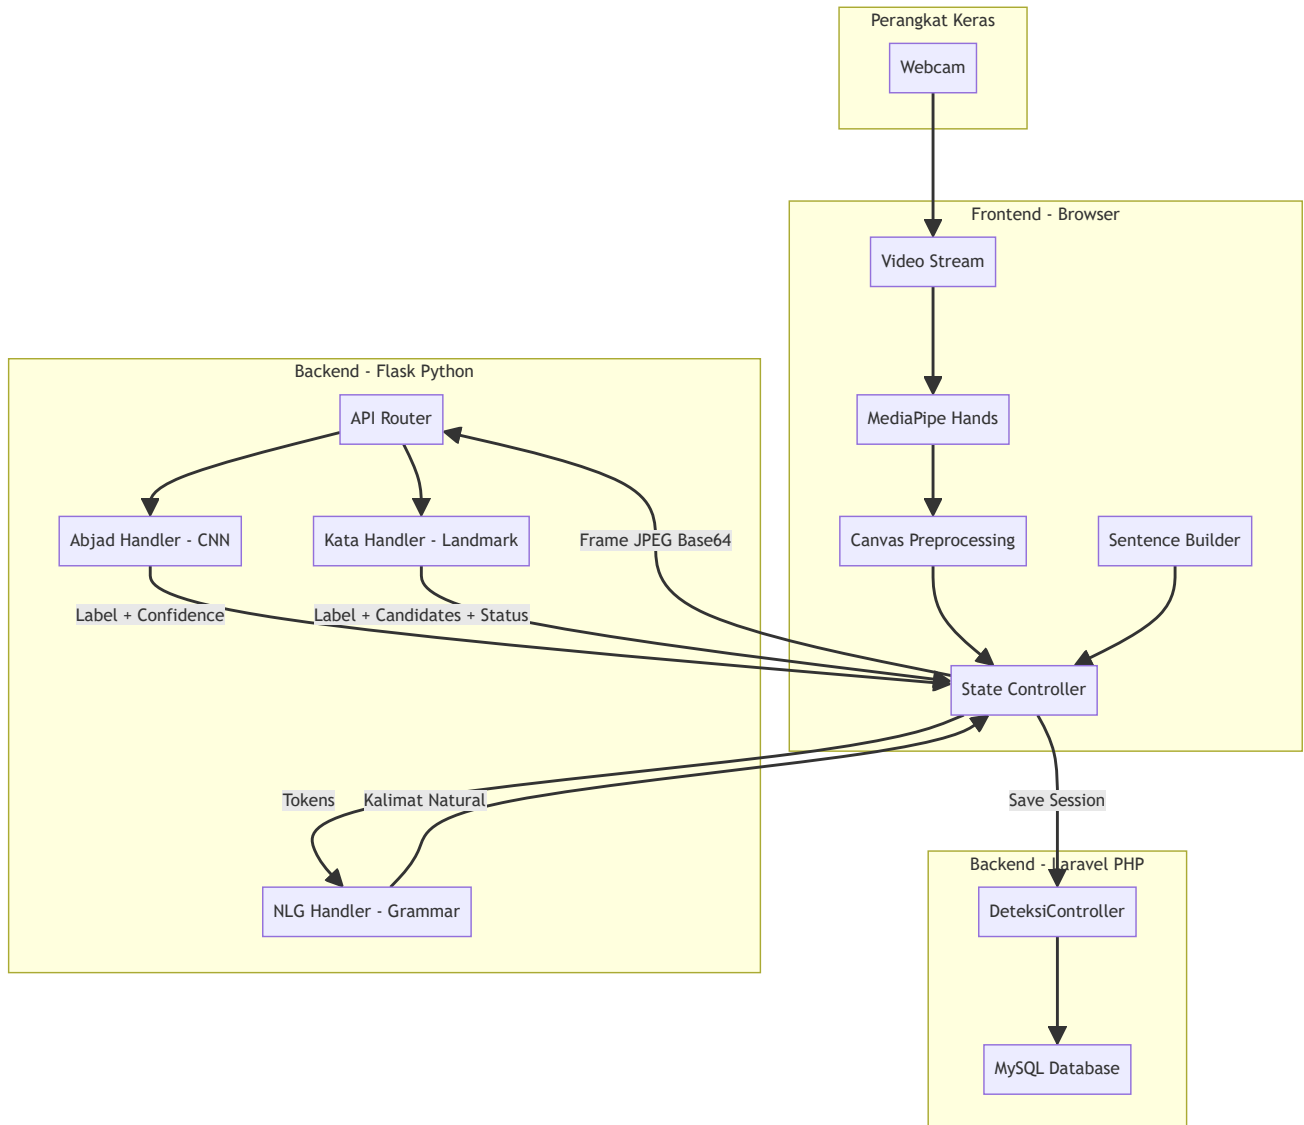 Perangkat Keras
Webcam
Frontend - Browser
Video Stream
MediaPipe Hands
Canvas Preprocessing
Sentence Builder
State Controller
Backend - Flask Python
API Router
Abjad Handler - CNN
Kata Handler - Landmark
Frame JPEG Base64
Label + Confidence
Label + Candidates + Status
Tokens
Kalimat Natural
NLG Handler - Grammar
Save Session
Backend - Laravel PHP
DeteksiController
MySQL Database